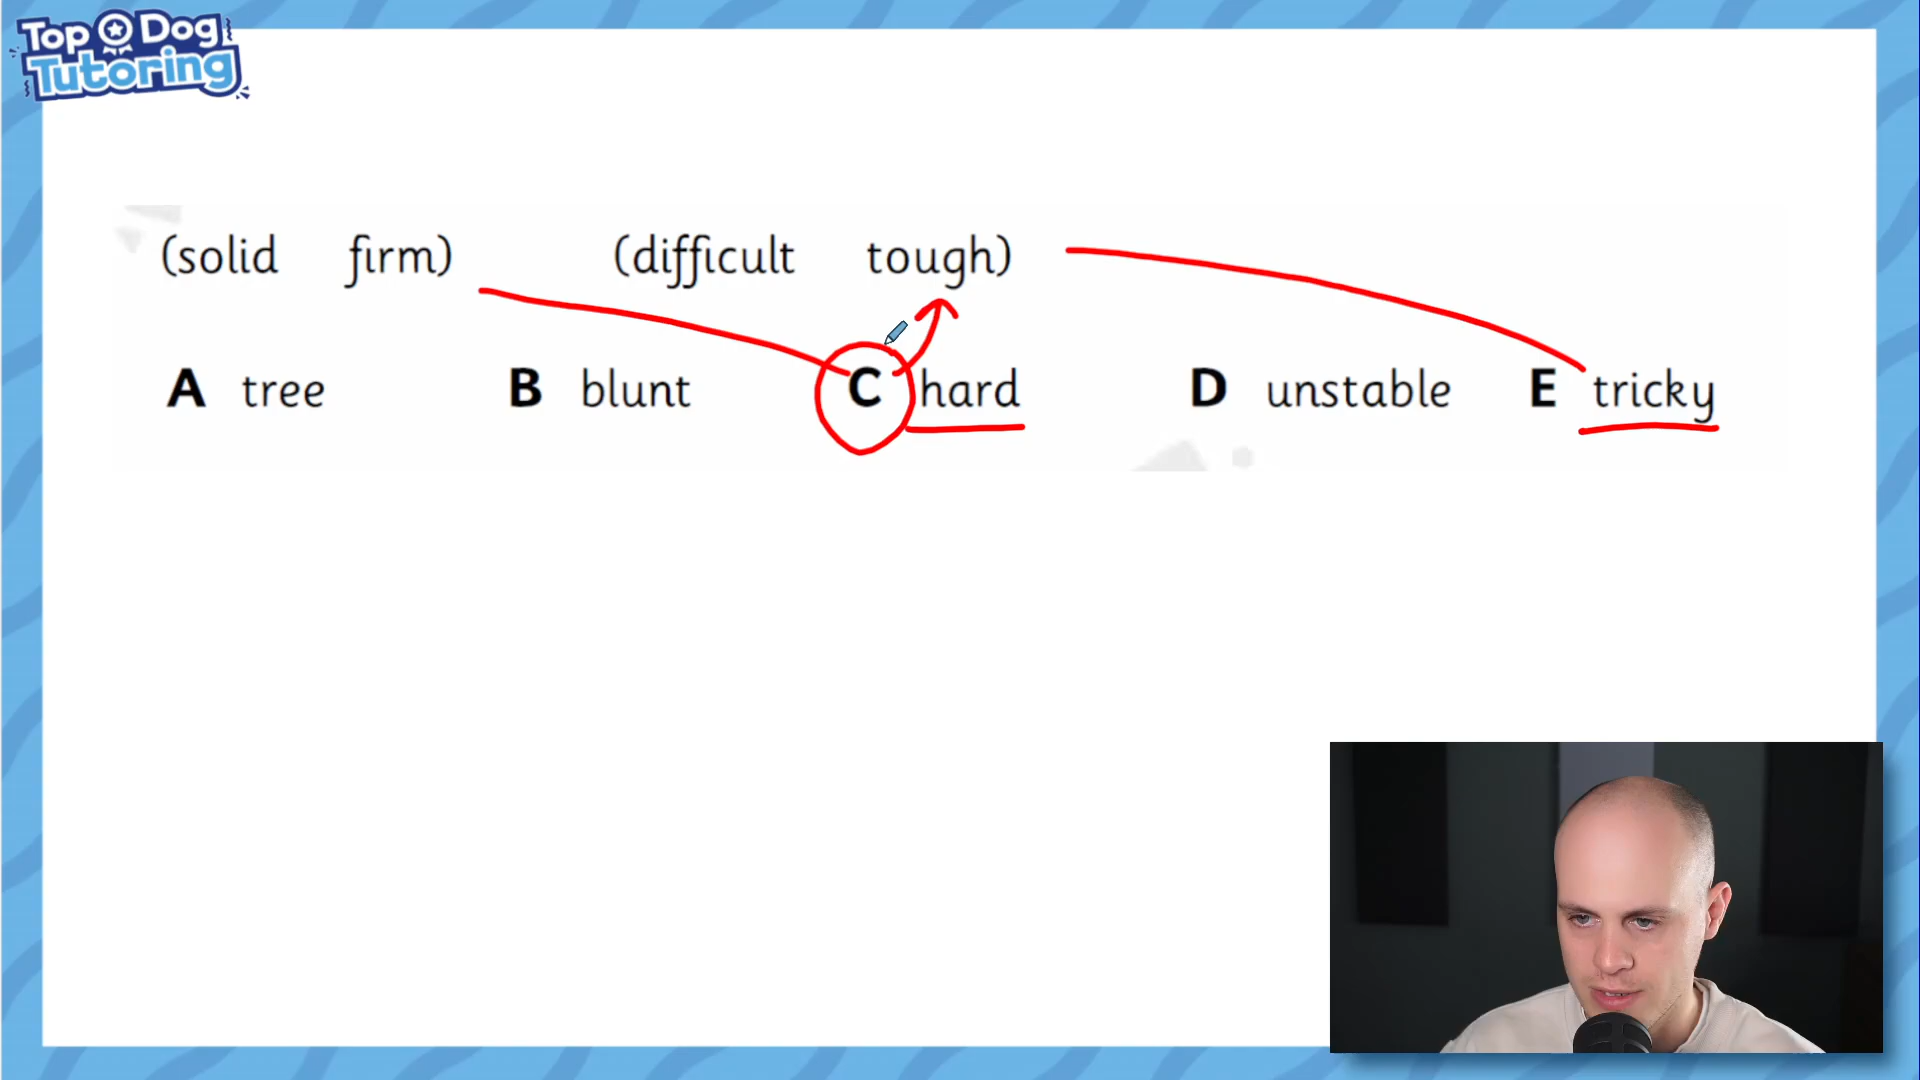 Top Dog
Tutoring
(solid firm) (difficult tough)
A tree B blunt C hard D unstable E tricky